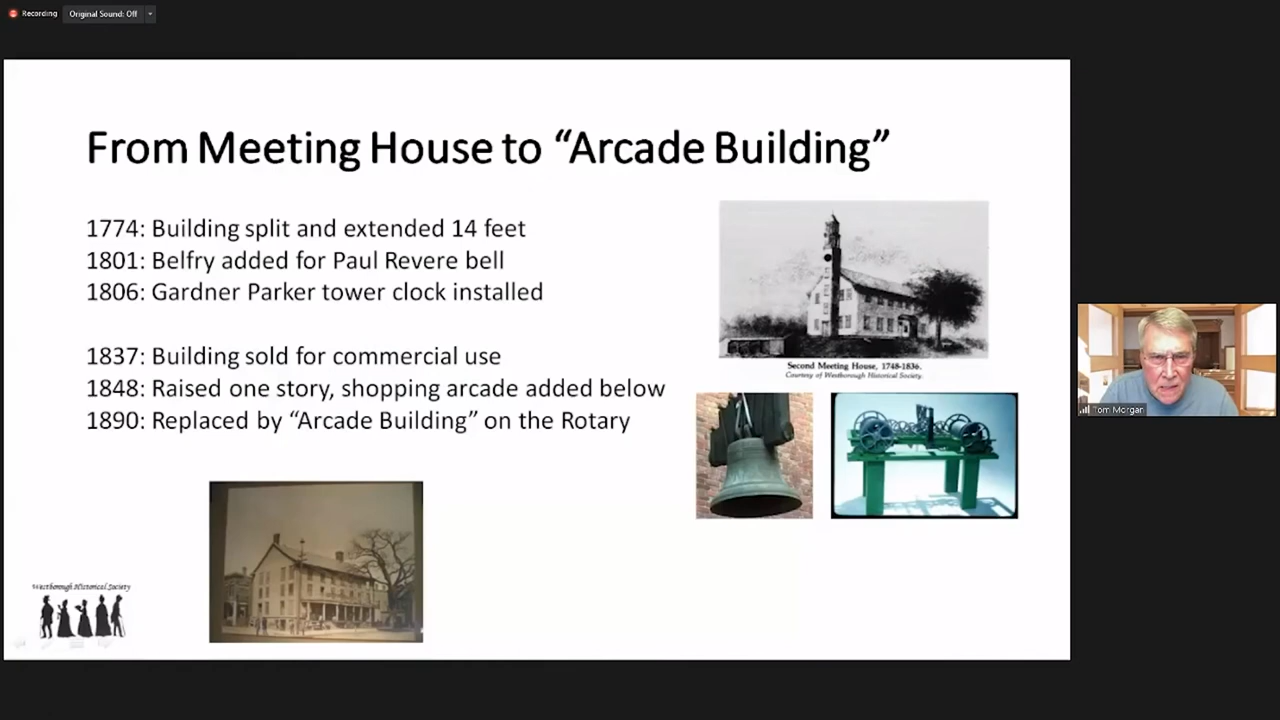 Recording
Original Sound: Off
From Meeting House to “Arcade Building”
1774: Building split and extended 14 feet
1801: Belfry added for Paul Revere bell
1806: Gardner Parker tower clock installed
1837: Building sold for commercial use
1848: Raised one story, shopping arcade added below
1890: Replaced by “Arcade Building” on the Rotary
Second Meeting House, 1748-1836.
Courtesy of Westborough Historical Society.
Westborough Historical Society
Tom Morgan